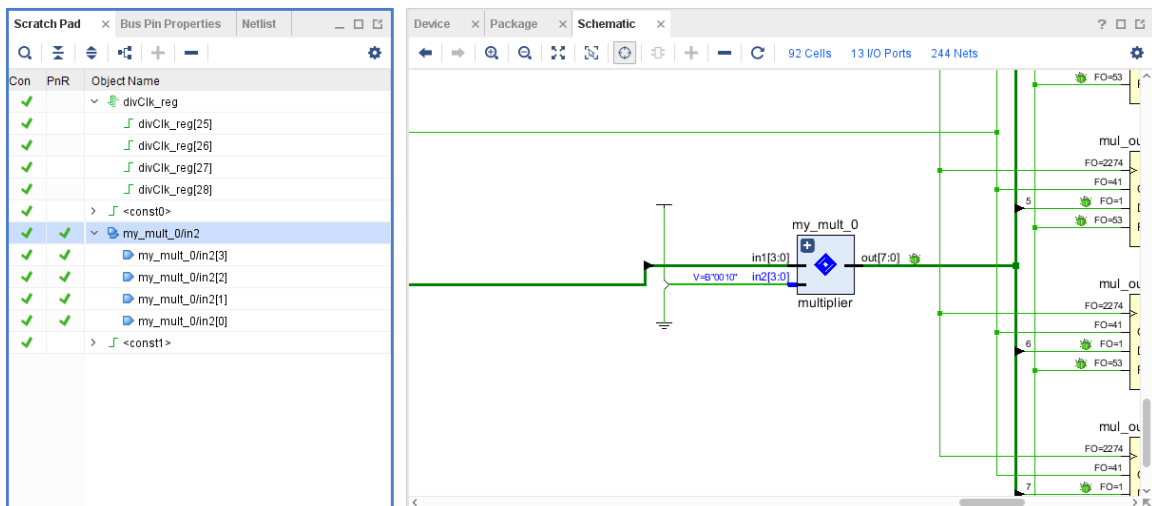 Scratch Pad × Bus Pin Properties Netlist
Con PnR Object Name
divClk_reg
divClk_reg[25]
divClk_reg[26]
divClk_reg[27]
divClk_reg[28]
<const0>
my_mult_0/in2
my_mult_0/in2[3]
my_mult_0/in2[2]
my_mult_0/in2[1]
my_mult_0/in2[0]
<const1>
Device × Package × Schematic ×
92 Cells 13 I/O Ports 244 Nets
FO=53
mul_ou
FO=2274
FO=41
5 FO=1
FO=53
my_mult_0
in1[3:0] out[7:0]
V=B"0010" in2[3:0]
multiplier
mul_ou
FO=2274
FO=41
6 FO=1
FO=53
mul_ou
FO=2274
FO=41
7 FO=1